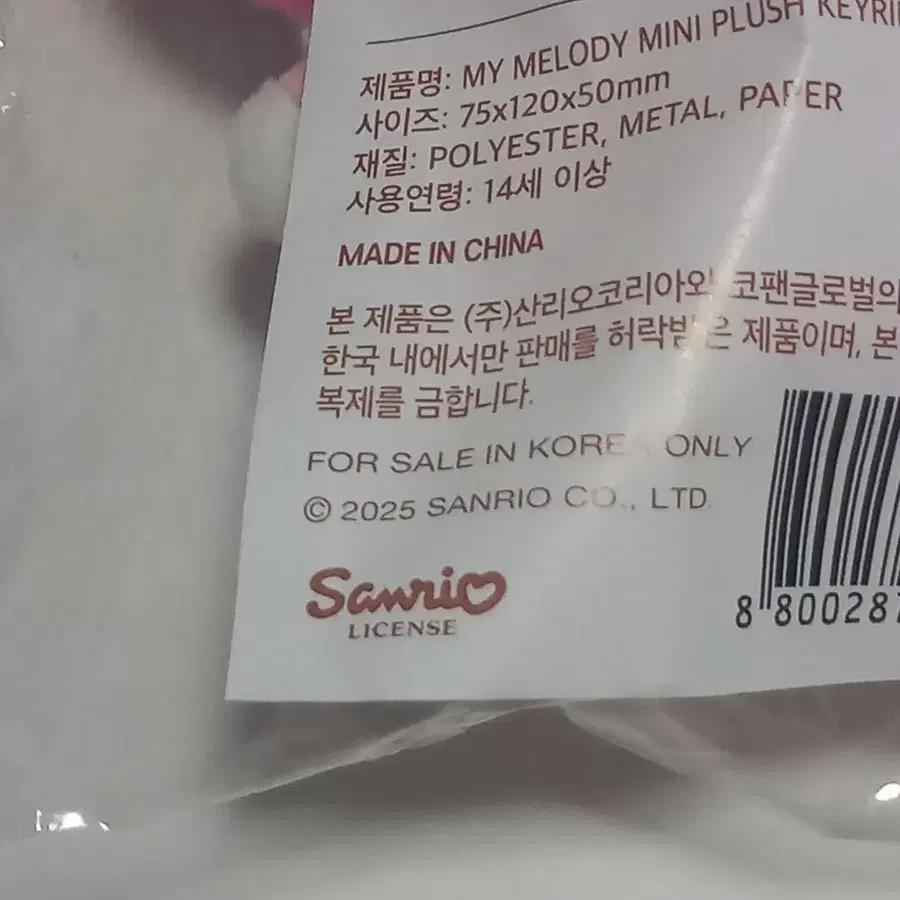 제품명: MY MELODY MINI PLUSH KEYRI
사이즈: 75x120x50mm
재질: POLYESTER, METAL, PAPER
사용연령: 14세 이상
MADE IN CHINA
본 제품은 (주)산리오코리아와 코팬글로벌의
한국 내에서만 판매를 허락받은 제품이며, 본
복제를 금합니다.
FOR SALE IN KOREA ONLY
© 2025 SANRIO CO., LTD.
Sanrio
LICENSE
8 800287